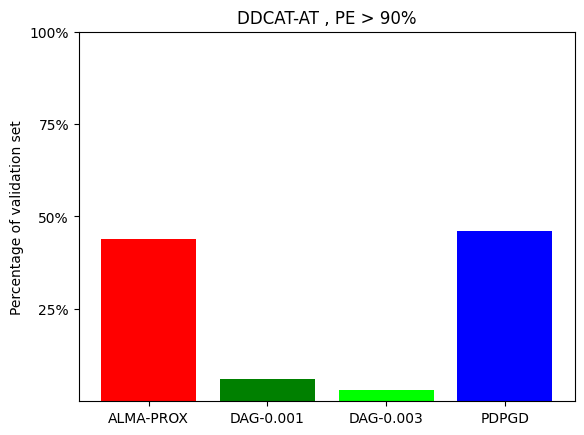 DDCAT-AT , PE > 90%
100%
75%
50%
25%
Percentage of validation set
ALMA-PROX DAG-0.001 DAG-0.003 PDPGD